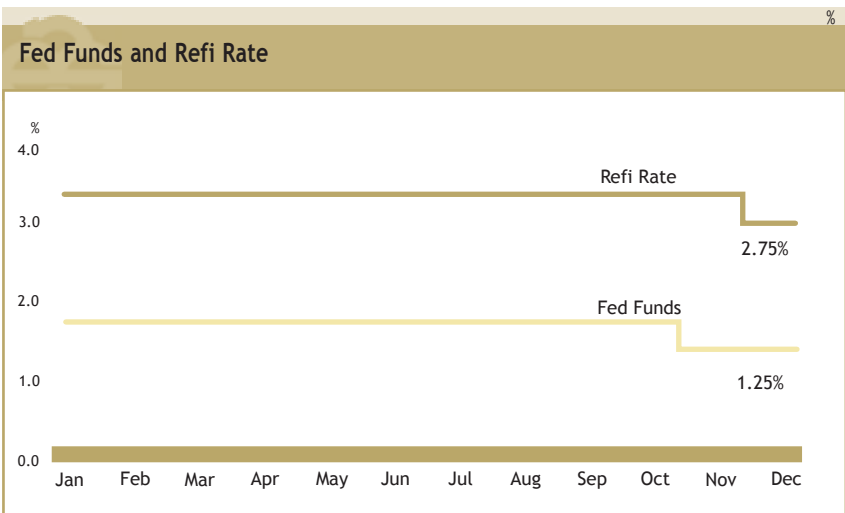 %
Fed Funds and Refi Rate
%
4.0
Refi Rate
3.0
2.75%
2.0
Fed Funds
1.0
1.25%
0.0
Jan Feb Mar Apr May Jun Jul Aug Sep Oct Nov Dec